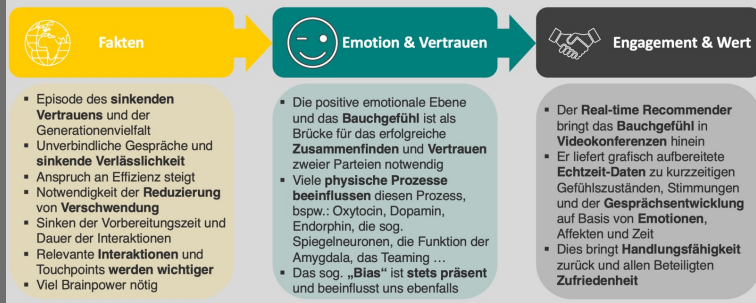 Fakten
▪ Episode des sinkenden
Vertrauens und der
Generationenvielfalt
▪ Unverbindliche Gespräche und
sinkende Verlässlichkeit
▪ Anspruch an Effizienz steigt
▪ Notwendigkeit der Reduzierung
von Verschwendung
▪ Sinken der Vorbereitungszeit und
Dauer der Interaktionen
▪ Relevante Interaktionen und
Touchpoints werden wichtiger
▪ Viel Brainpower nötig
Emotion & Vertrauen
▪ Die positive emotionale Ebene
und das Bauchgefühl ist als
Brücke für das erfolgreiche
Zusammenfinden und Vertrauen
zweier Parteien notwendig
▪ Viele physische Prozesse
beeinflussen diesen Prozess,
bspw.: Oxytocin, Dopamin,
Endorphin, die sog.
Spiegelneuronen, die Funktion der
Amygdala, das Teaming ...
▪ Das sog. „Bias“ ist stets präsent
und beeinflusst uns ebenfalls
Engagement & Wert
▪ Der Real-time Recommender
bringt das Bauchgefühl in
Videokonferenzen hinein
▪ Er liefert grafisch aufbereitete
Echtzeit-Daten zu kurzzeitigen
Gefühlszuständen, Stimmungen
und der Gesprächsentwicklung
auf Basis von Emotionen,
Affekten und Zeit
▪ Dies bringt Handlungsfähigkeit
zurück und allen Beteiligten
Zufriedenheit